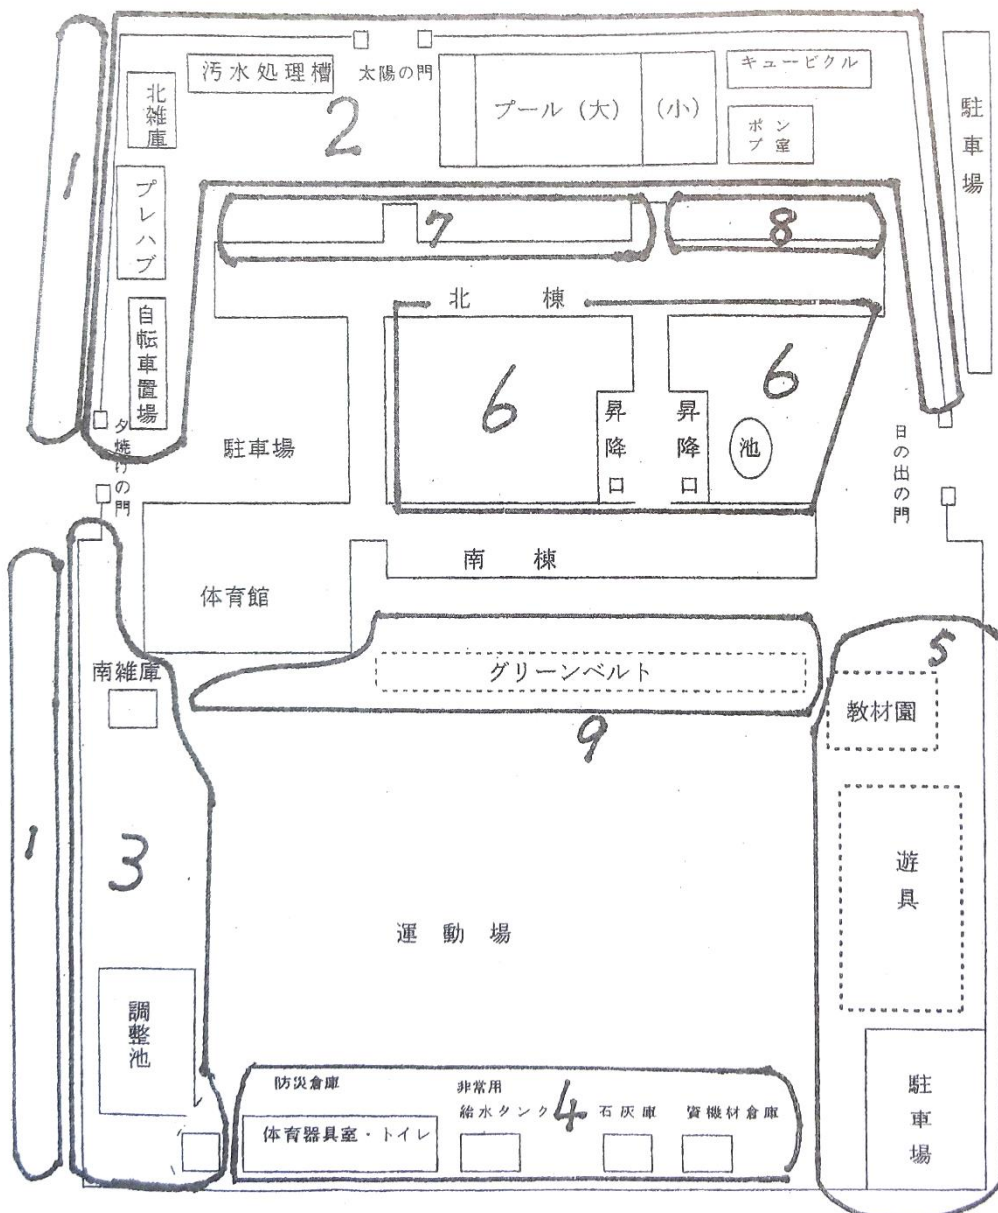 汚水処理槽
太陽の門
キュービクル
北雑庫
プール（大）
（小）
ポンプ室
駐車場
1
2
プレハブ
7
8
北棟
自転車置場
6
6
昇降口
昇降口
池
夕焼けの門
駐車場
日の出の門
南棟
体育館
5
南雑庫
グリーンベルト
教材園
9
1
3
遊具
運動場
調整池
防災倉庫
非常用
給水タンク
4
石灰庫
資機材倉庫
体育器具室・トイレ
駐車場